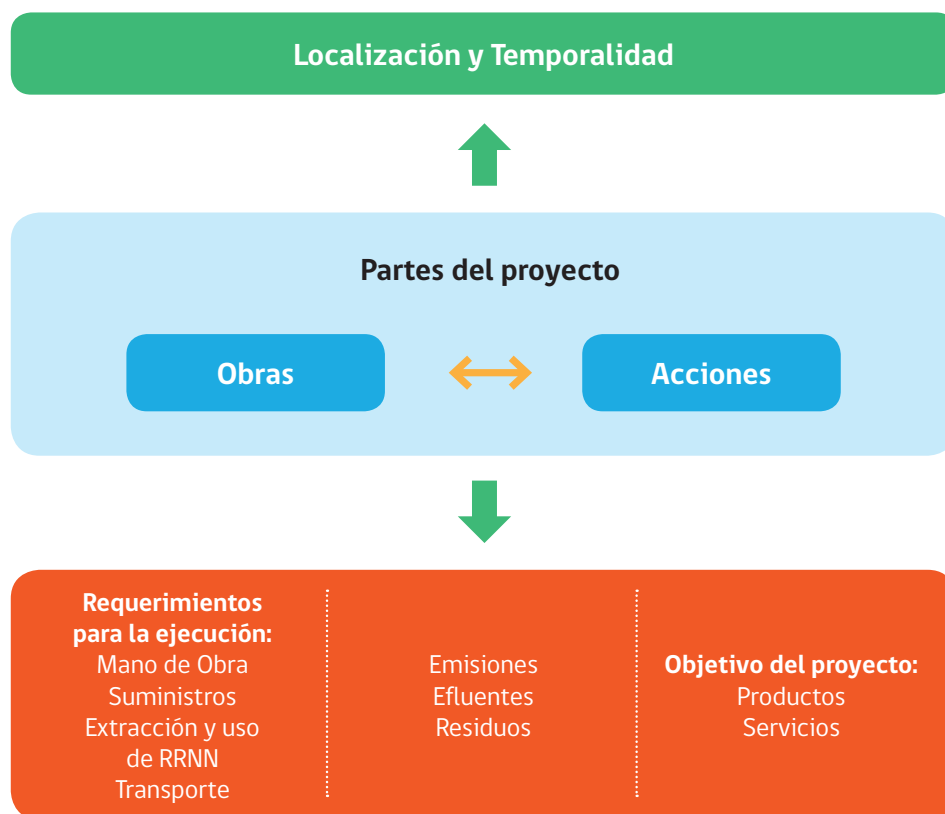 Localización y Temporalidad
Partes del proyecto
Obras
Acciones
Requerimientos
para la ejecución:
Mano de Obra
Suministros
Extracción y uso
de RRNN
Transporte
Emisiones
Efluentes
Residuos
Objetivo del proyecto:
Productos
Servicios